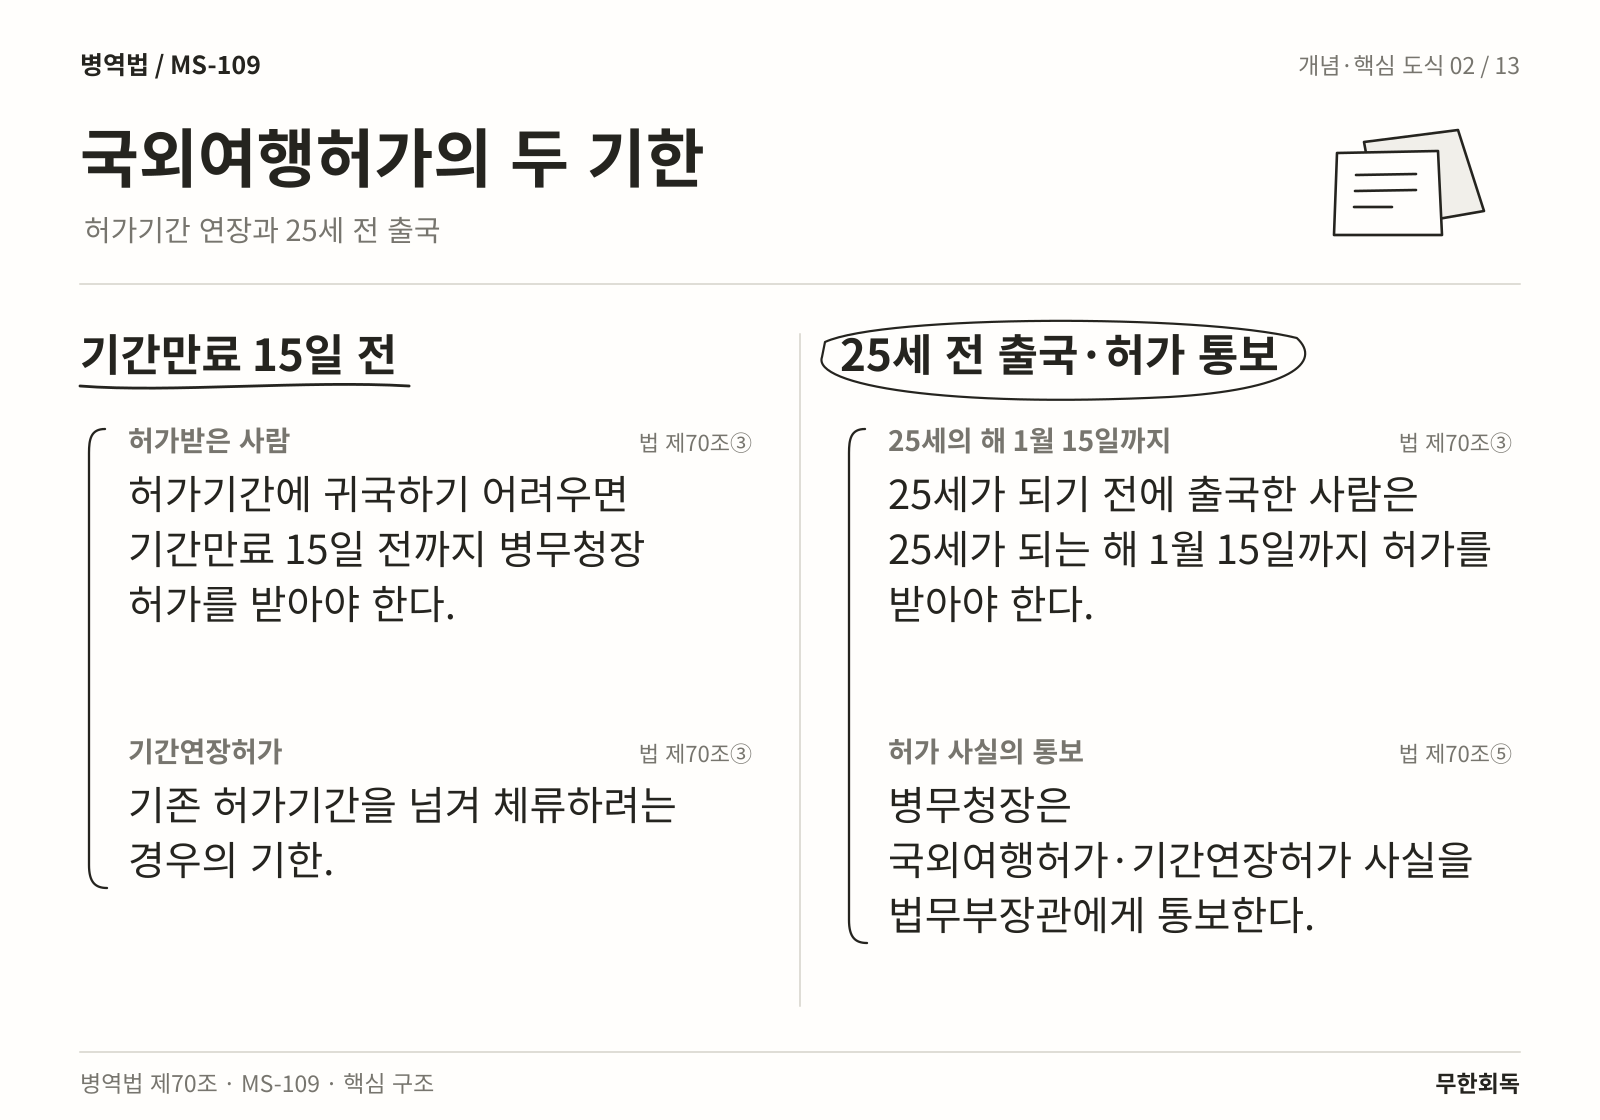 병역법 / MS-109
개념·핵심 도식 02 / 13
국외여행허가의 두 기한
허가기간 연장과 25세 전 출국
기간만료 15일 전
허가받은 사람
법 제70조③
허가기간에 귀국하기 어려우면
기간만료 15일 전까지 병무청장
허가를 받아야 한다.
기간연장허가
법 제70조③
기존 허가기간을 넘겨 체류하려는
경우의 기한.
25세 전 출국·허가 통보
25세의 해 1월 15일까지
법 제70조③
25세가 되기 전에 출국한 사람은
25세가 되는 해 1월 15일까지 허가를
받아야 한다.
허가 사실의 통보
법 제70조⑤
병무청장은
국외여행허가·기간연장허가 사실을
법무부장관에게 통보한다.
병역법 제70조 · MS-109 · 핵심 구조
무한회독